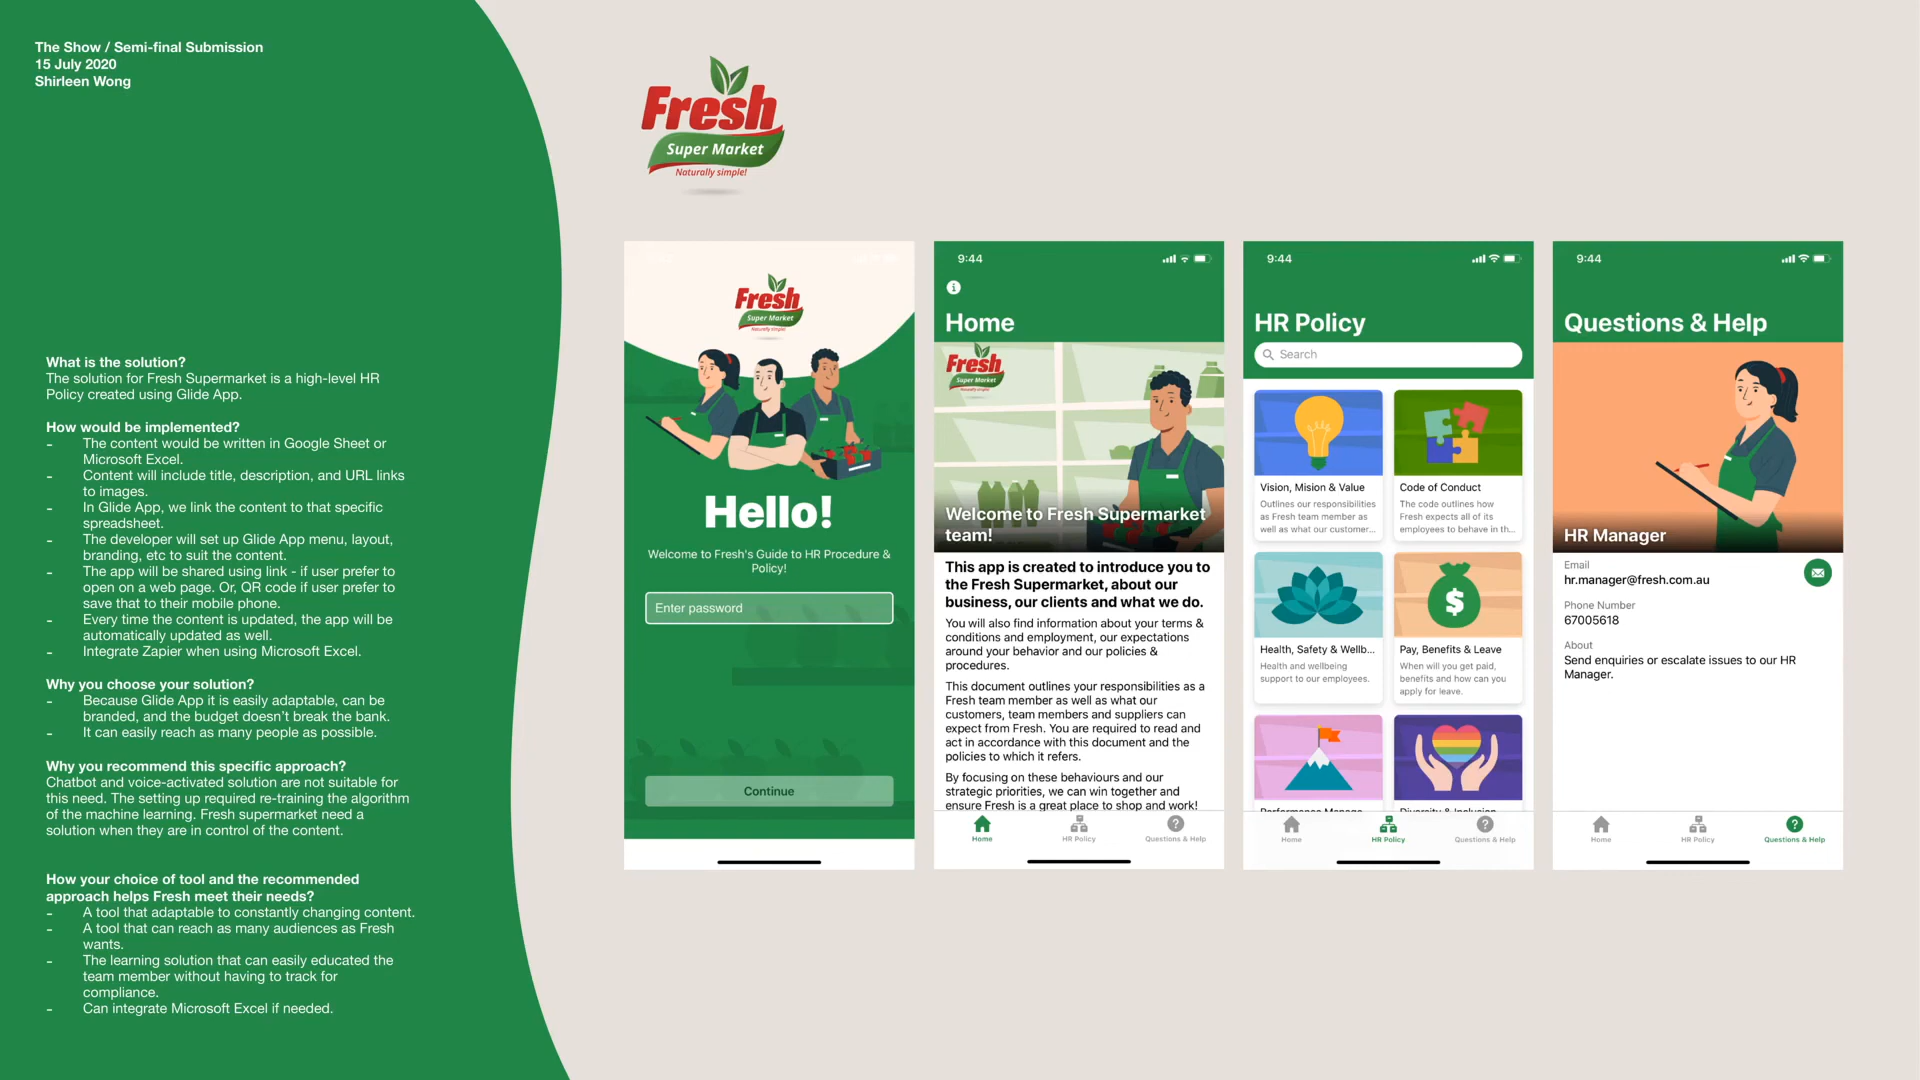 The Show / Semi-final Submission
15 July 2020
Shirleen Wong
What is the solution?
The solution for Fresh Supermarket is a high-level HR
Policy created using Glide App.
How would be implemented?
- The content would be written in Google Sheet or
Microsoft Excel.
- Content will include title, description, and URL links
to images.
- In Glide App, we link the content to that specific
spreadsheet.
- The developer will set up Glide App menu, layout,
branding, etc to suit the content.
- The app will be shared using link - if user prefer to
open on a web page. Or, QR code if user prefer to
save that to their mobile phone.
- Every time the content is updated, the app will be
automatically updated as well.
- Integrate Zapier when using Microsoft Excel.
Why you choose your solution?
- Because Glide App it is easily adaptable, can be
branded, and the budget doesn't break the bank.
- It can easily reach as many people as possible.
Why you recommend this specific approach?
Chatbot and voice-activated solution are not suitable for
this need. The setting up required re-training the algorithm
of the machine learning. Fresh supermarket need a
solution when they are in control of the content.
How your choice of tool and the recommended
approach helps Fresh meet their needs?
- A tool that adaptable to constantly changing content.
- A tool that can reach as many audiences as Fresh
wants.
- The learning solution that can easily educated the
team member without having to track for
compliance.
- Can integrate Microsoft Excel if needed.
Fresh
Super Market
Naturally simple!
Fresh
Super Market
Naturally simple!
Hello!
Welcome to Fresh's Guide to HR Procedure &
Policy!
Enter password
Continue
9:44
Home
Fresh
Super Market
Welcome to Fresh Supermarket
team!
This app is created to introduce you to
the Fresh Supermarket, about our
business, our clients and what we do.
You will also find information about your terms &
conditions and employment, our expectations
around your behavior and our policies &
procedures.
This document outlines your responsibilities as a
Fresh team member as well as what our
customers, team members and suppliers can
expect from Fresh. You are required to read and
act in accordance with this document and the
policies to which it refers.
By focusing on these behaviours and our
strategic priorities, we can win together and
ensure Fresh is a great place to shop and work!
Home
HR Policy
Questions & Help
9:44
HR Policy
Search
Vision, Mision & Value
Outlines our responsibilities
as Fresh team member as
well as what our customer...
Code of Conduct
The code outlines how
Fresh expects all of its
employees to behave in th...
Health, Safety & Wellb...
Health and wellbeing
support to our employees.
Pay, Benefits & Leave
When will you get paid,
benefits and how can you
apply for leave.
Performance Manage...
Diversity & Inclusion
Home
HR Policy
Questions & Help
9:44
Questions & Help
HR Manager
Email
hr.manager@fresh.com.au
Phone Number
67005618
About
Send enquiries or escalate issues to our HR
Manager.
Home
HR Policy
Questions & Help